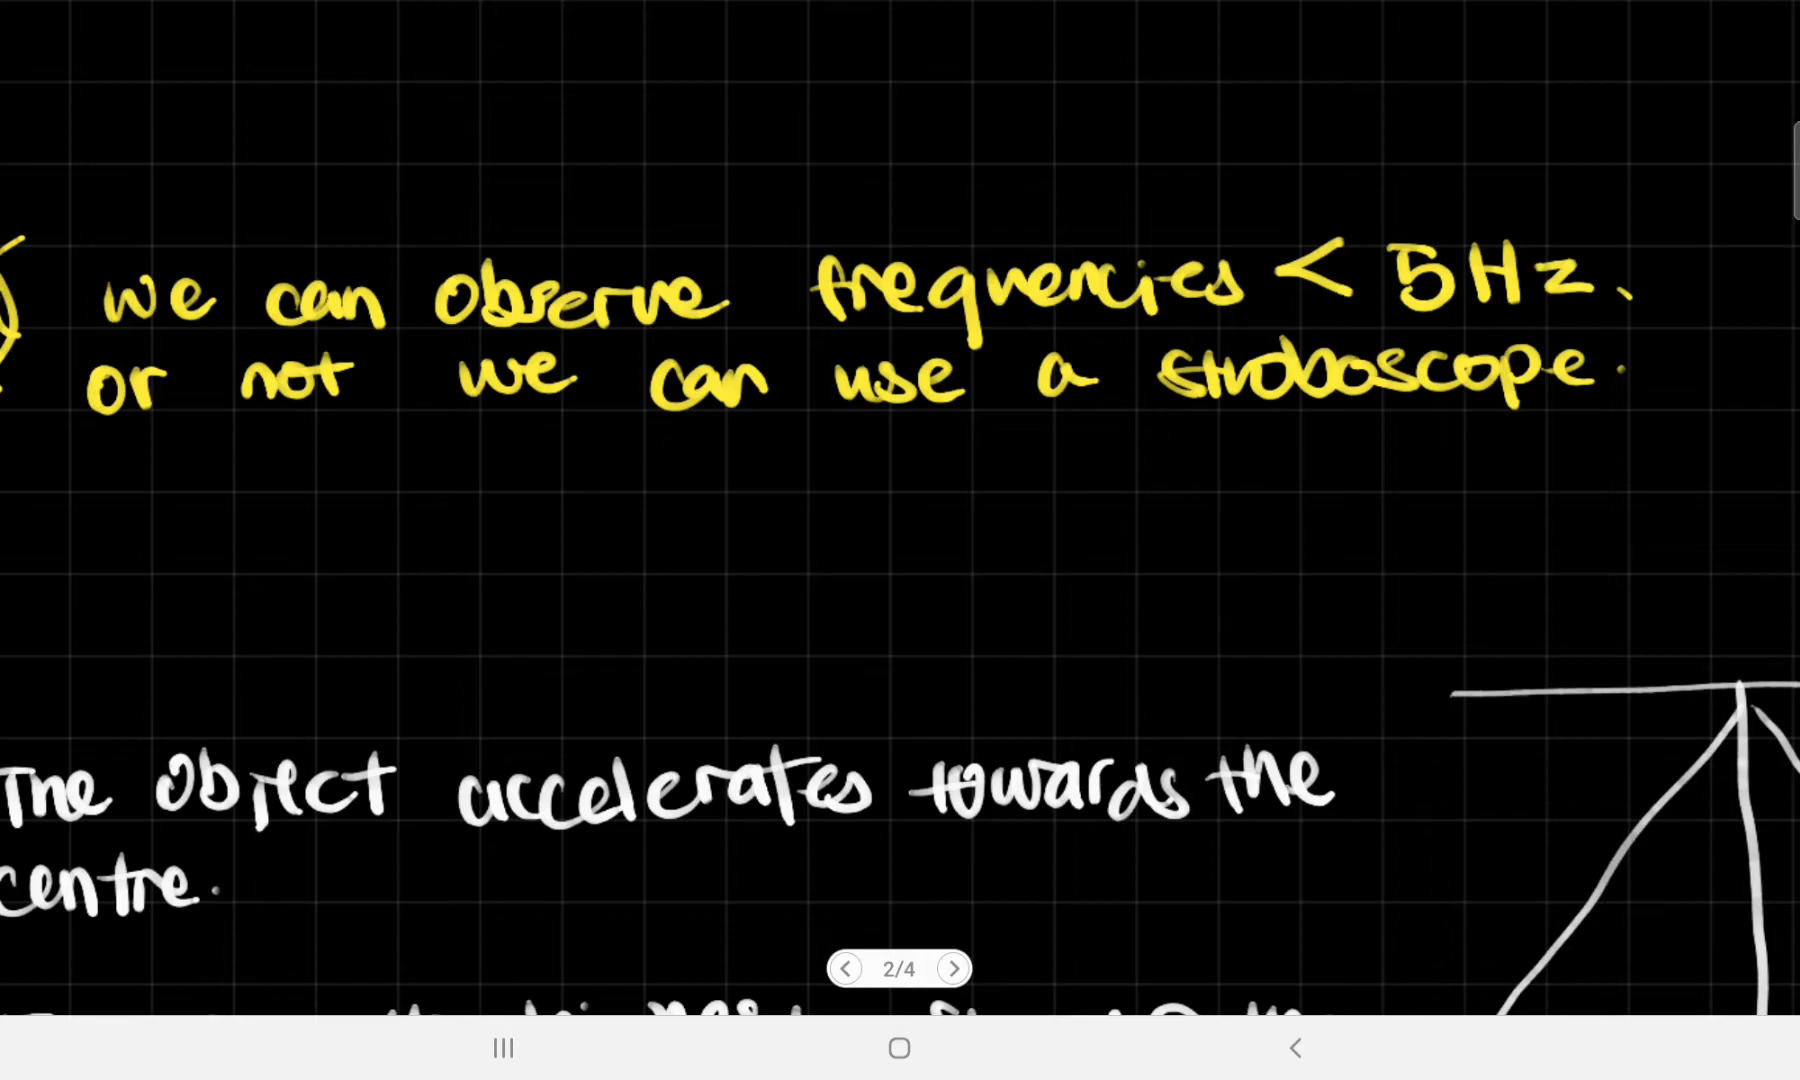 we can observe frequencies < 5Hz.
or not we can use a stroboscope.
The object accelerates towards the
centre.
2/4